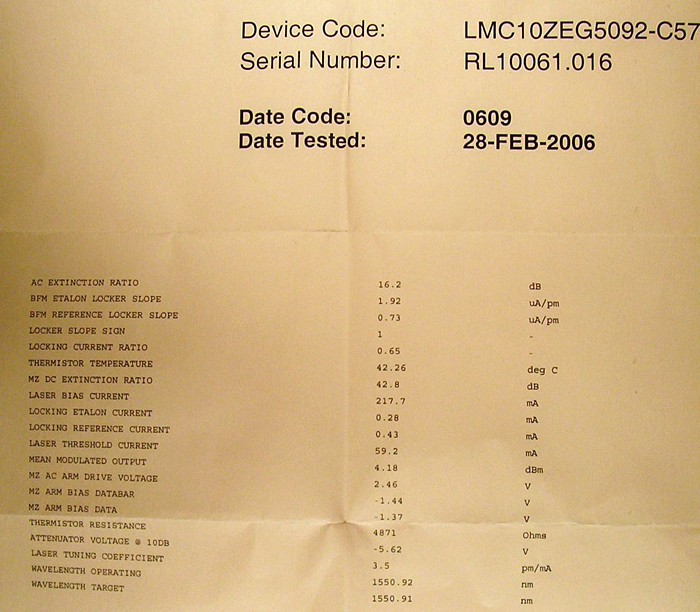 Device Code: LMC10ZEG5092-C57
Serial Number: RL10061.016
Date Code: 0609
Date Tested: 28-FEB-2006
AC EXTINCTION RATIO 16.2 dB
BFM ETALON LOCKER SLOPE 1.92 uA/pm
BFM REFERENCE LOCKER SLOPE 0.73 uA/pm
LOCKER SLOPE SIGN 1 -
LOCKING CURRENT RATIO 0.65 -
THERMISTOR TEMPERATURE 42.26 deg C
MZ DC EXTINCTION RATIO 42.8 dB
LASER BIAS CURRENT 217.7 mA
LOCKING ETALON CURRENT 0.28 mA
LOCKING REFERENCE CURRENT 0.43 mA
LASER THRESHOLD CURRENT 59.2 mA
MEAN MODULATED OUTPUT 4.18 dBm
MZ AC ARM DRIVE VOLTAGE 2.46 V
MZ ARM BIAS DATABAR -1.44 V
MZ ARM BIAS DATA -1.37 V
THERMISTOR RESISTANCE 4871 Ohms
ATTENUATOR VOLTAGE @ 10DB -5.62 V
LASER TUNING COEFFICIENT 3.5 pm/mA
WAVELENGTH OPERATING 1550.92 nm
WAVELENGTH TARGET 1550.91 nm